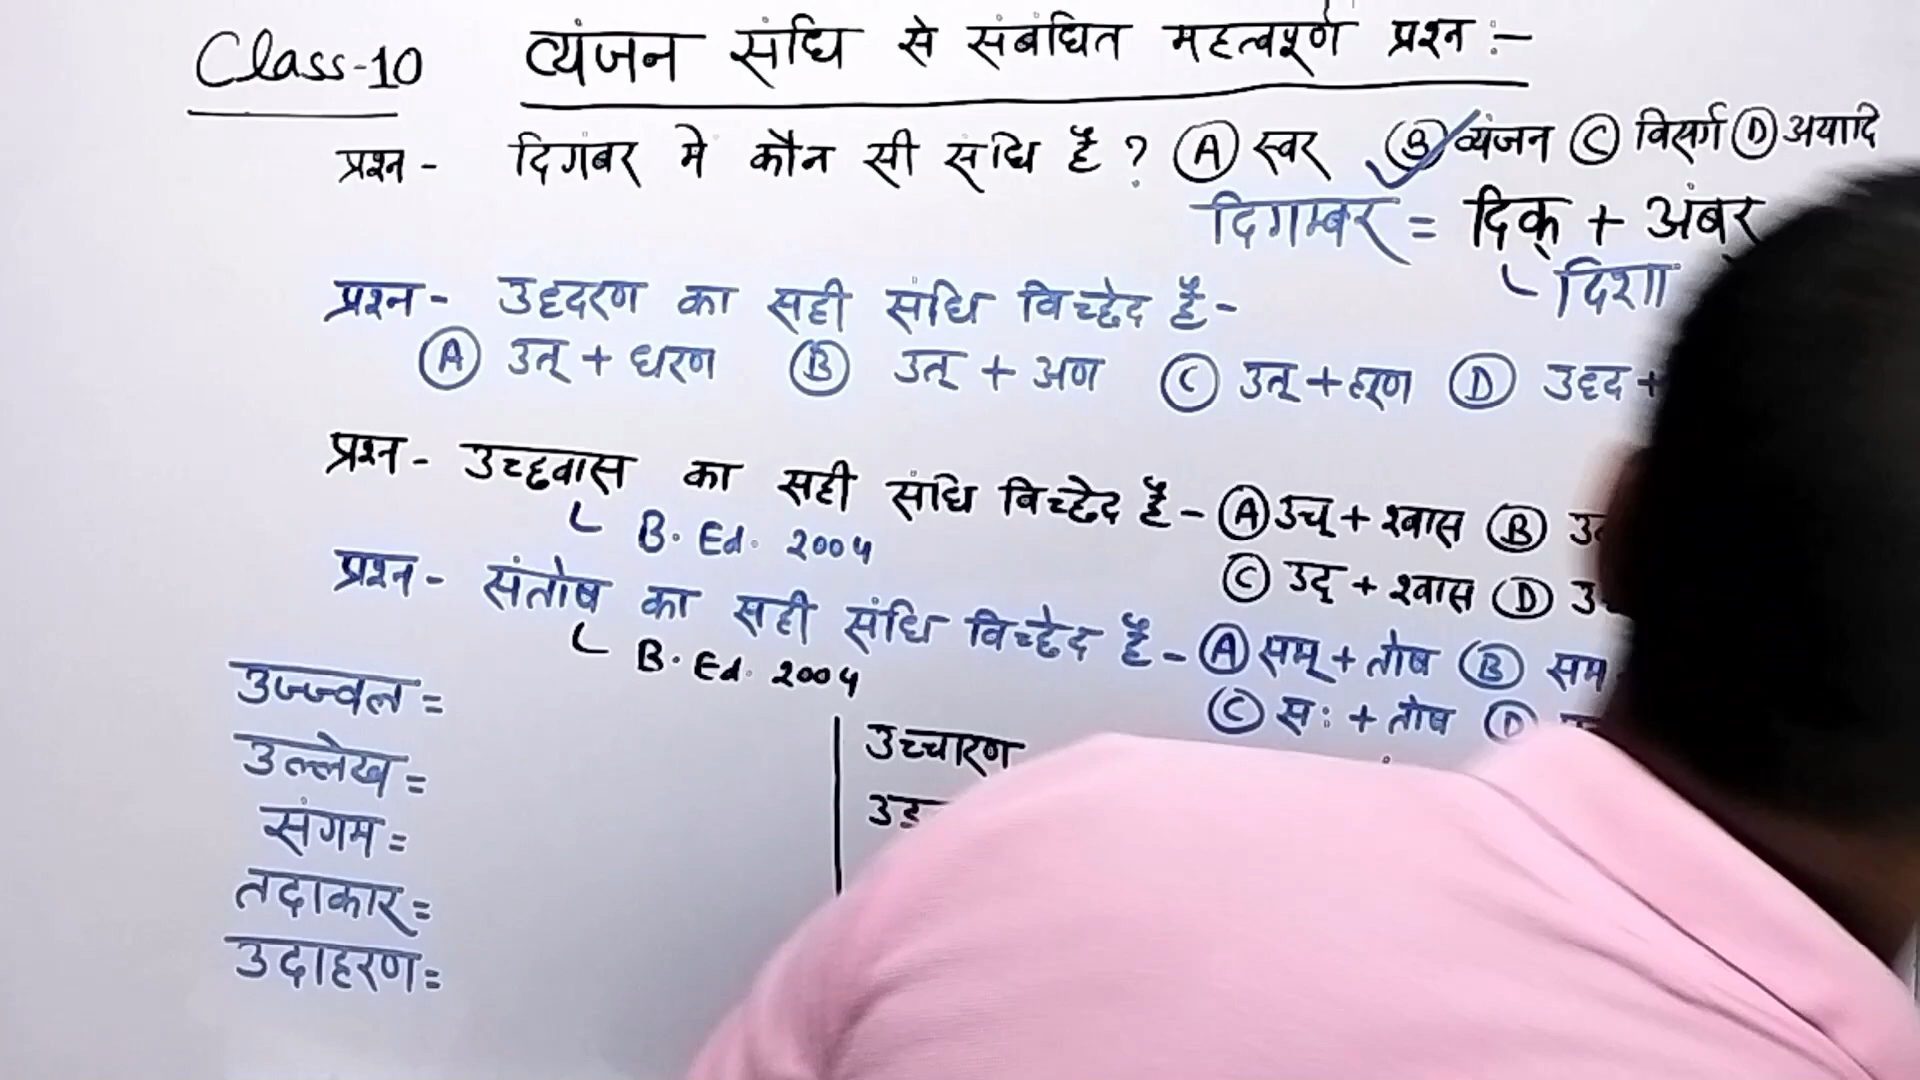 Class-10 व्यंजन संधि से संबंधित महत्वपूर्ण प्रश्न :-
प्रश्न - दिगंबर मे कौन सी संधि है ? (A) स्वर (B) व्यंजन (C) विसर्ग (D) अयादि
दिगम्बर = दिक् + अंबर
दिशा
प्रश्न - उद्दरण का सही संधि विच्छेद है -
(A) उत् + धरण (B) उत् + अण (C) उत् + हरण (D) उद्द +
प्रश्न - उच्छवास का सही संधि विच्छेद है - (A) उच् + श्वास (B)
B. Ed. 2004
(C) उद् + श्वास (D)
प्रश्न - संतोष का सही संधि विच्छेद है - (A) सम् + तोष (B) सम
B. Ed. 2004
(C) स: + तोष (D)
उज्ज्वल =
उल्लेख =
संगम =
तदाकार =
उदाहरण =
उच्चारण